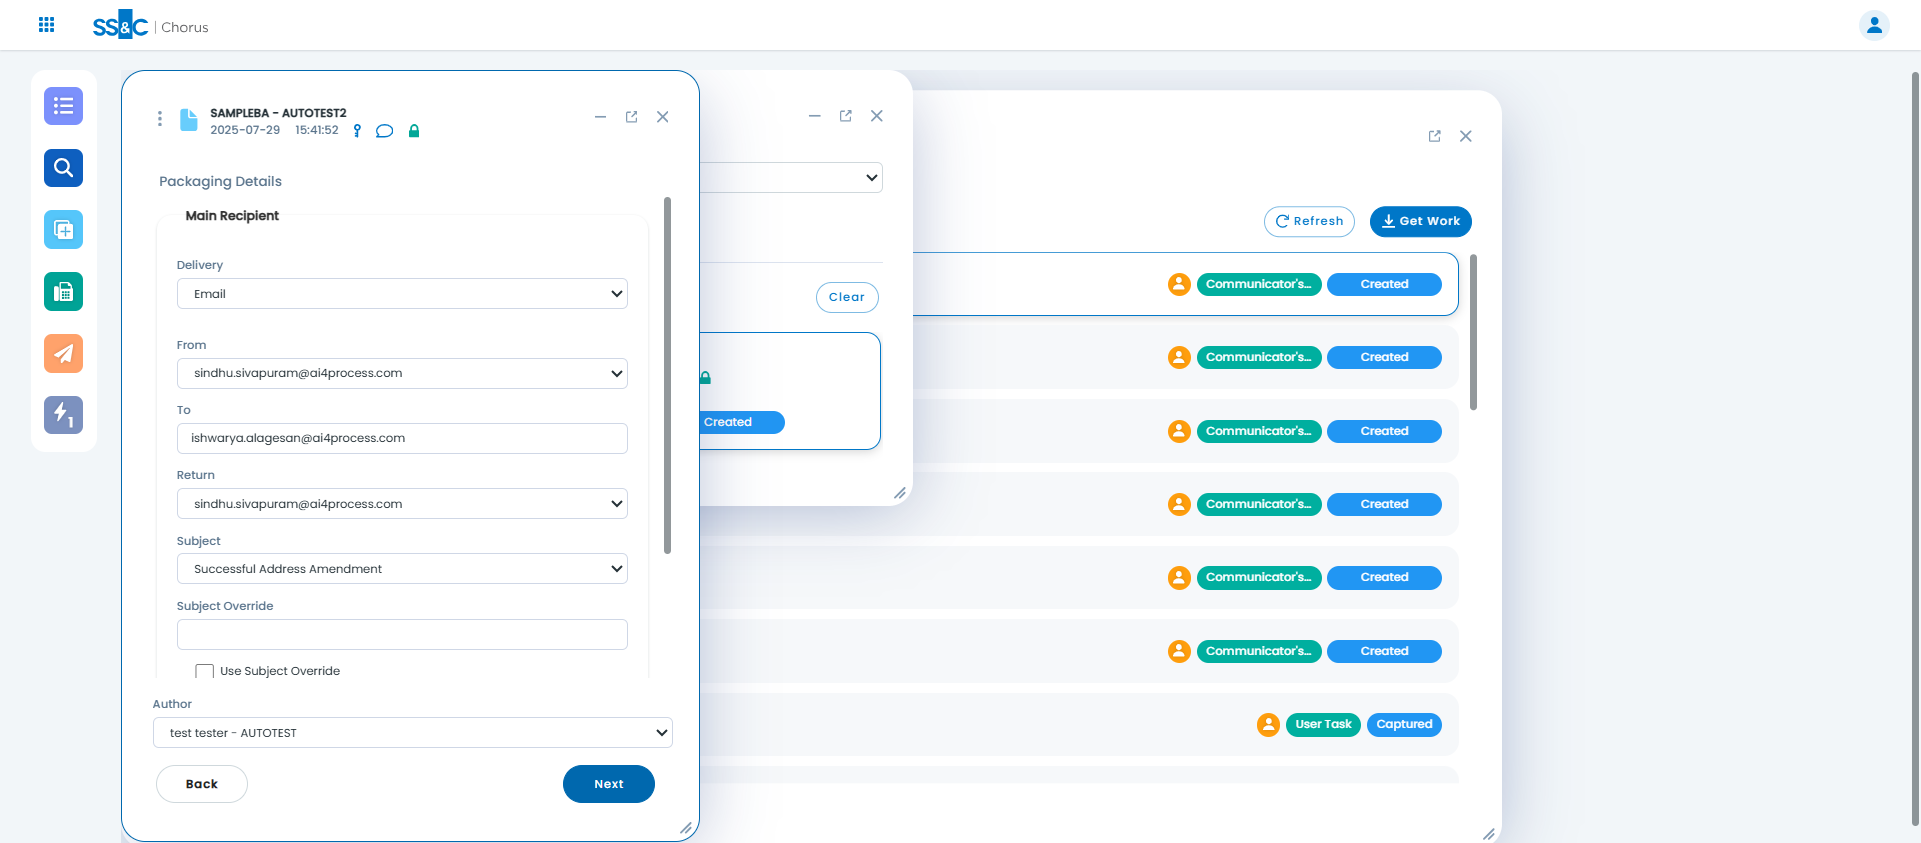 SS&C | Chorus
SAMPLEBA - AUTOTEST2
2025-07-29 15:41:52
Packaging Details
Main Recipient
Delivery
Email
From
sindhu.sivapuram@ai4process.com
To
ishwarya.alagesan@ai4process.com
Return
sindhu.sivapuram@ai4process.com
Subject
Successful Address Amendment
Subject Override
Use Subject Override
Author
test tester - AUTOTEST
Back Next
Clear
Created
Refresh Get Work
Communicator's... Created
Communicator's... Created
Communicator's... Created
Communicator's... Created
Communicator's... Created
Communicator's... Created
User Task Captured
1